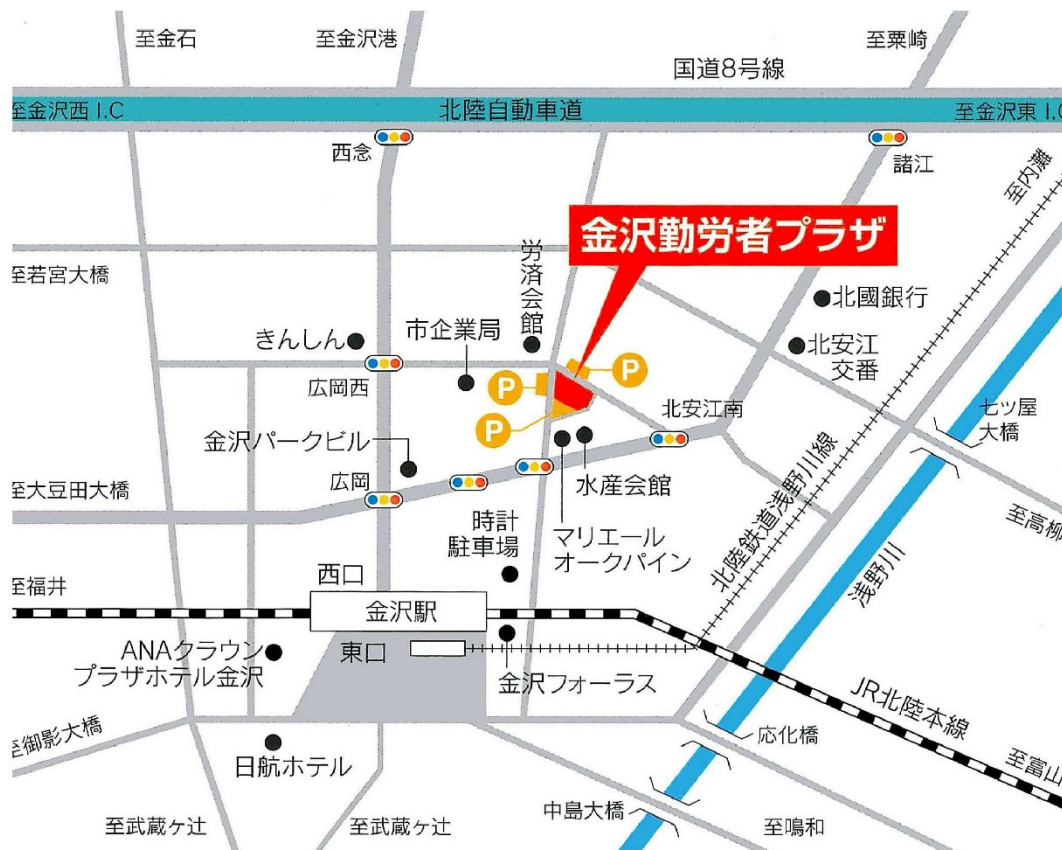 至金石
至金沢港
至粟崎
国道8号線
至金沢西 I.C
北陸自動車道
至金沢東 I.C
西念
諸江
至内灘
金沢勤労者プラザ
労済会館
至若宮大橋
北國銀行
きんしん
市企業局
北安江
交番
P
P
広岡西
P
北安江南
七ツ屋
大橋
金沢パークビル
広岡
水産会館
至大豆田大橋
時計
駐車場
マリエール
オークパイン
北陸鉄道浅野川線
至高柳
浅野川
至福井
西口
金沢駅
東口
ANAクラウン
プラザホテル金沢
金沢フォーラス
JR北陸本線
至御影大橋
応化橋
日航ホテル
至富山
中島大橋
至武蔵ヶ辻
至武蔵ヶ辻
至鳴和